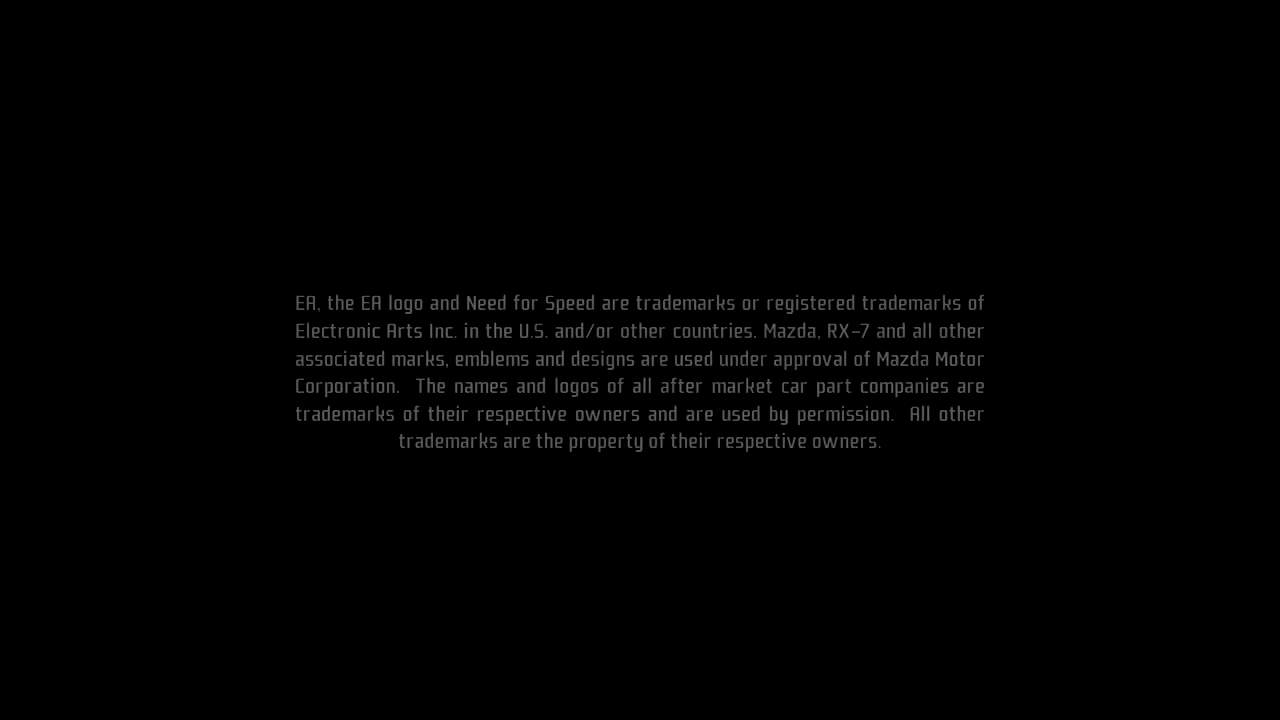 EA, the EA logo and Need for Speed are trademarks or registered trademarks of
Electronic Arts Inc. in the U.S. and/or other countries. Mazda, RX-7 and all other
associated marks, emblems and designs are used under approval of Mazda Motor
Corporation.  The names and logos of all after market car part companies are
trademarks of their respective owners and are used by permission.  All other
trademarks are the property of their respective owners.